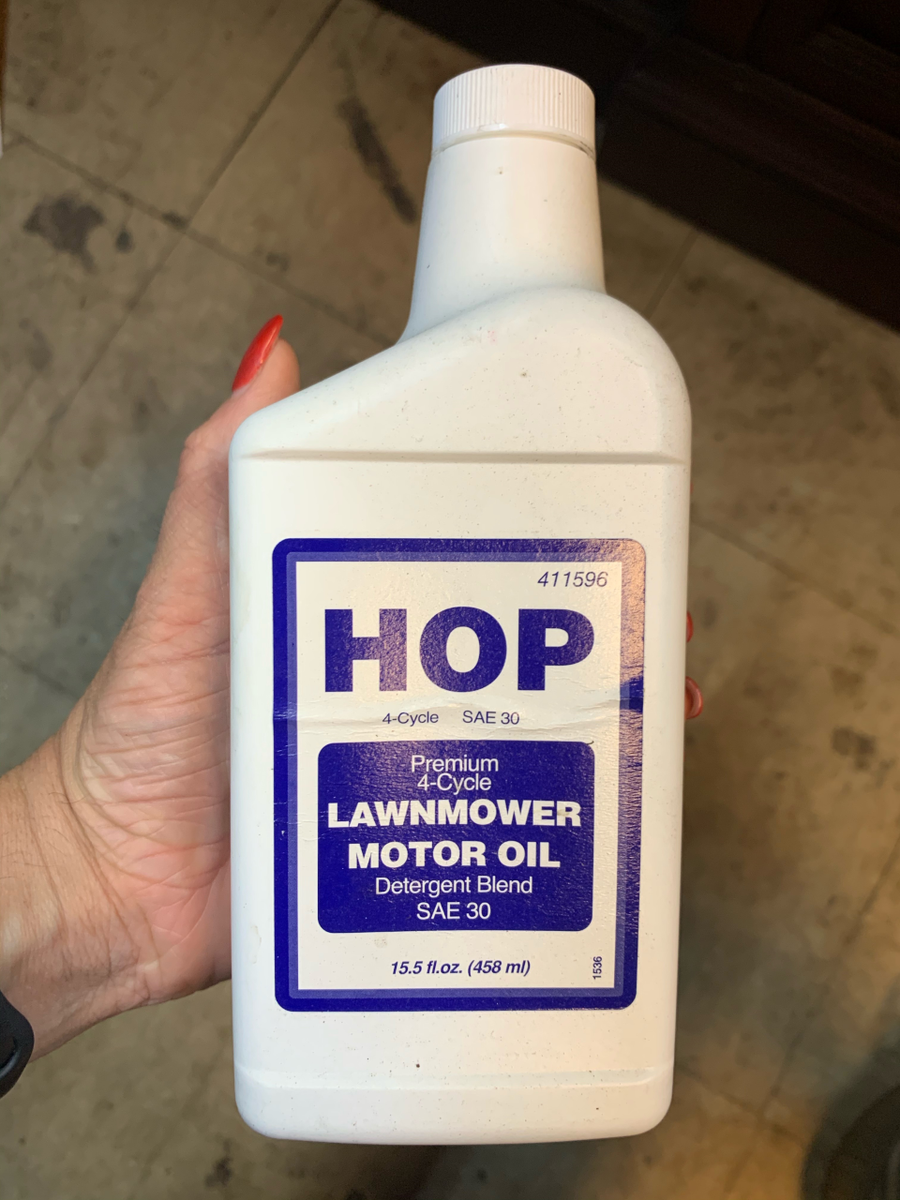 411596
HOP
4-Cycle SAE 30
Premium
4-Cycle
LAWNMOWER
MOTOR OIL
Detergent Blend
SAE 30
15.5 fl.oz. (458 ml)
1536